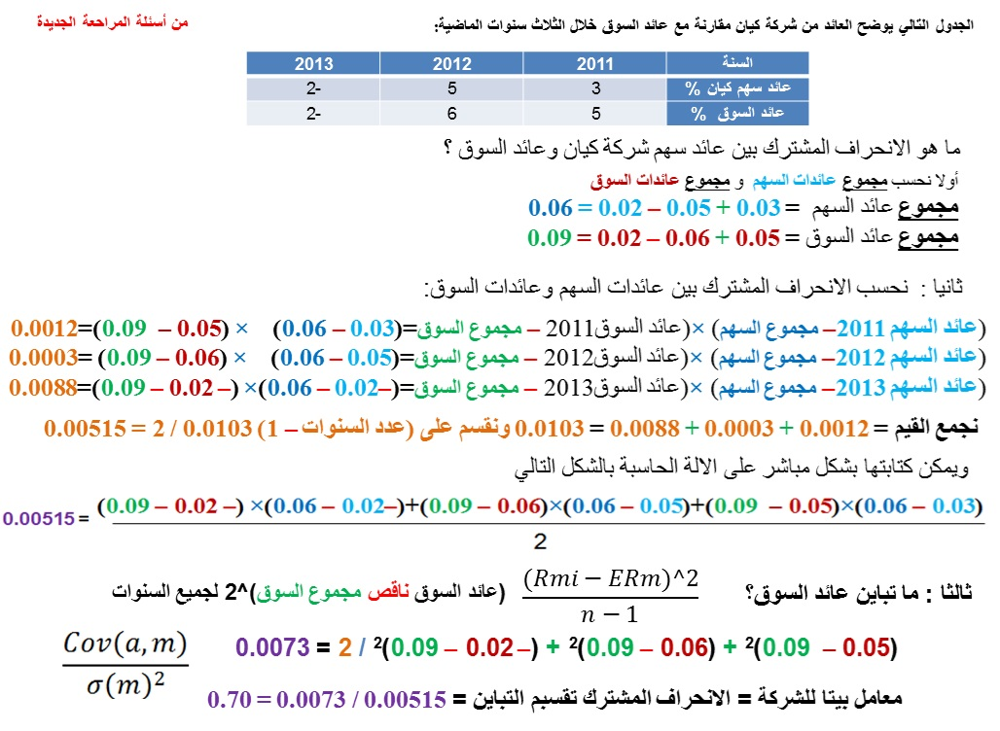 من أسئلة المراجعة الجديدة
الجدول التالي يوضح العائد من شركة كيان مقارنة مع عائد السوق خلال الثلاث سنوات الماضية:
السنة 2011 2012 2013
عائد سهم كيان % 3 5 -2
عائد السوق % 5 6 -2
ما هو الانحراف المشترك بين عائد سهم شركة كيان وعائد السوق ؟
أولا نحسب مجموع عائدات السهم و مجموع عائدات السوق
مجموع عائد السهم = 0.03 + 0.05 – 0.02 = 0.06
مجموع عائد السوق = 0.05 + 0.06 – 0.02 = 0.09
ثانيا : نحسب الانحراف المشترك بين عائدات السهم وعائدات السوق:
(عائد السهم 2011– مجموع السهم) ×(عائد السوق2011 – مجموع السوق=(0.03 – 0.06) × (0.05 – 0.09)=0.0012
(عائد السهم 2012– مجموع السهم) ×(عائد السوق2012 – مجموع السوق=(0.05 – 0.06) × (0.06 – 0.09) =0.0003
(عائد السهم 2013– مجموع السهم) ×(عائد السوق2013 – مجموع السوق=(–0.02 – 0.06)×(– 0.02 – 0.09)=0.0088
نجمع القيم = 0.0012 + 0.0003 + 0.0088 = 0.0103 ونقسم على (عدد السنوات – 1) 0.0103 / 2 = 0.00515
ويمكن كتابتها بشكل مباشر على الالة الحاسبة بالشكل التالي
(0.03 – 0.06)×(0.05 – 0.09)+(0.05 – 0.06)×(0.06 – 0.09)+(–0.02 – 0.06)× (– 0.02 – 0.09) = 0.00515
2
ثالثا : ما تباين عائد السوق؟ (Rmi − ERm)^2 / n − 1 (عائد السوق ناقص مجموع السوق)^2 لجميع السنوات
(0.05 – 0.09)² + (0.06 – 0.09)² + (– 0.02 – 0.09)² / 2 = 0.0073
Cov(a,m) / σ(m)²
معامل بيتا للشركة = الانحراف المشترك تقسبم التباين = 0.00515 / 0.0073 = 0.70